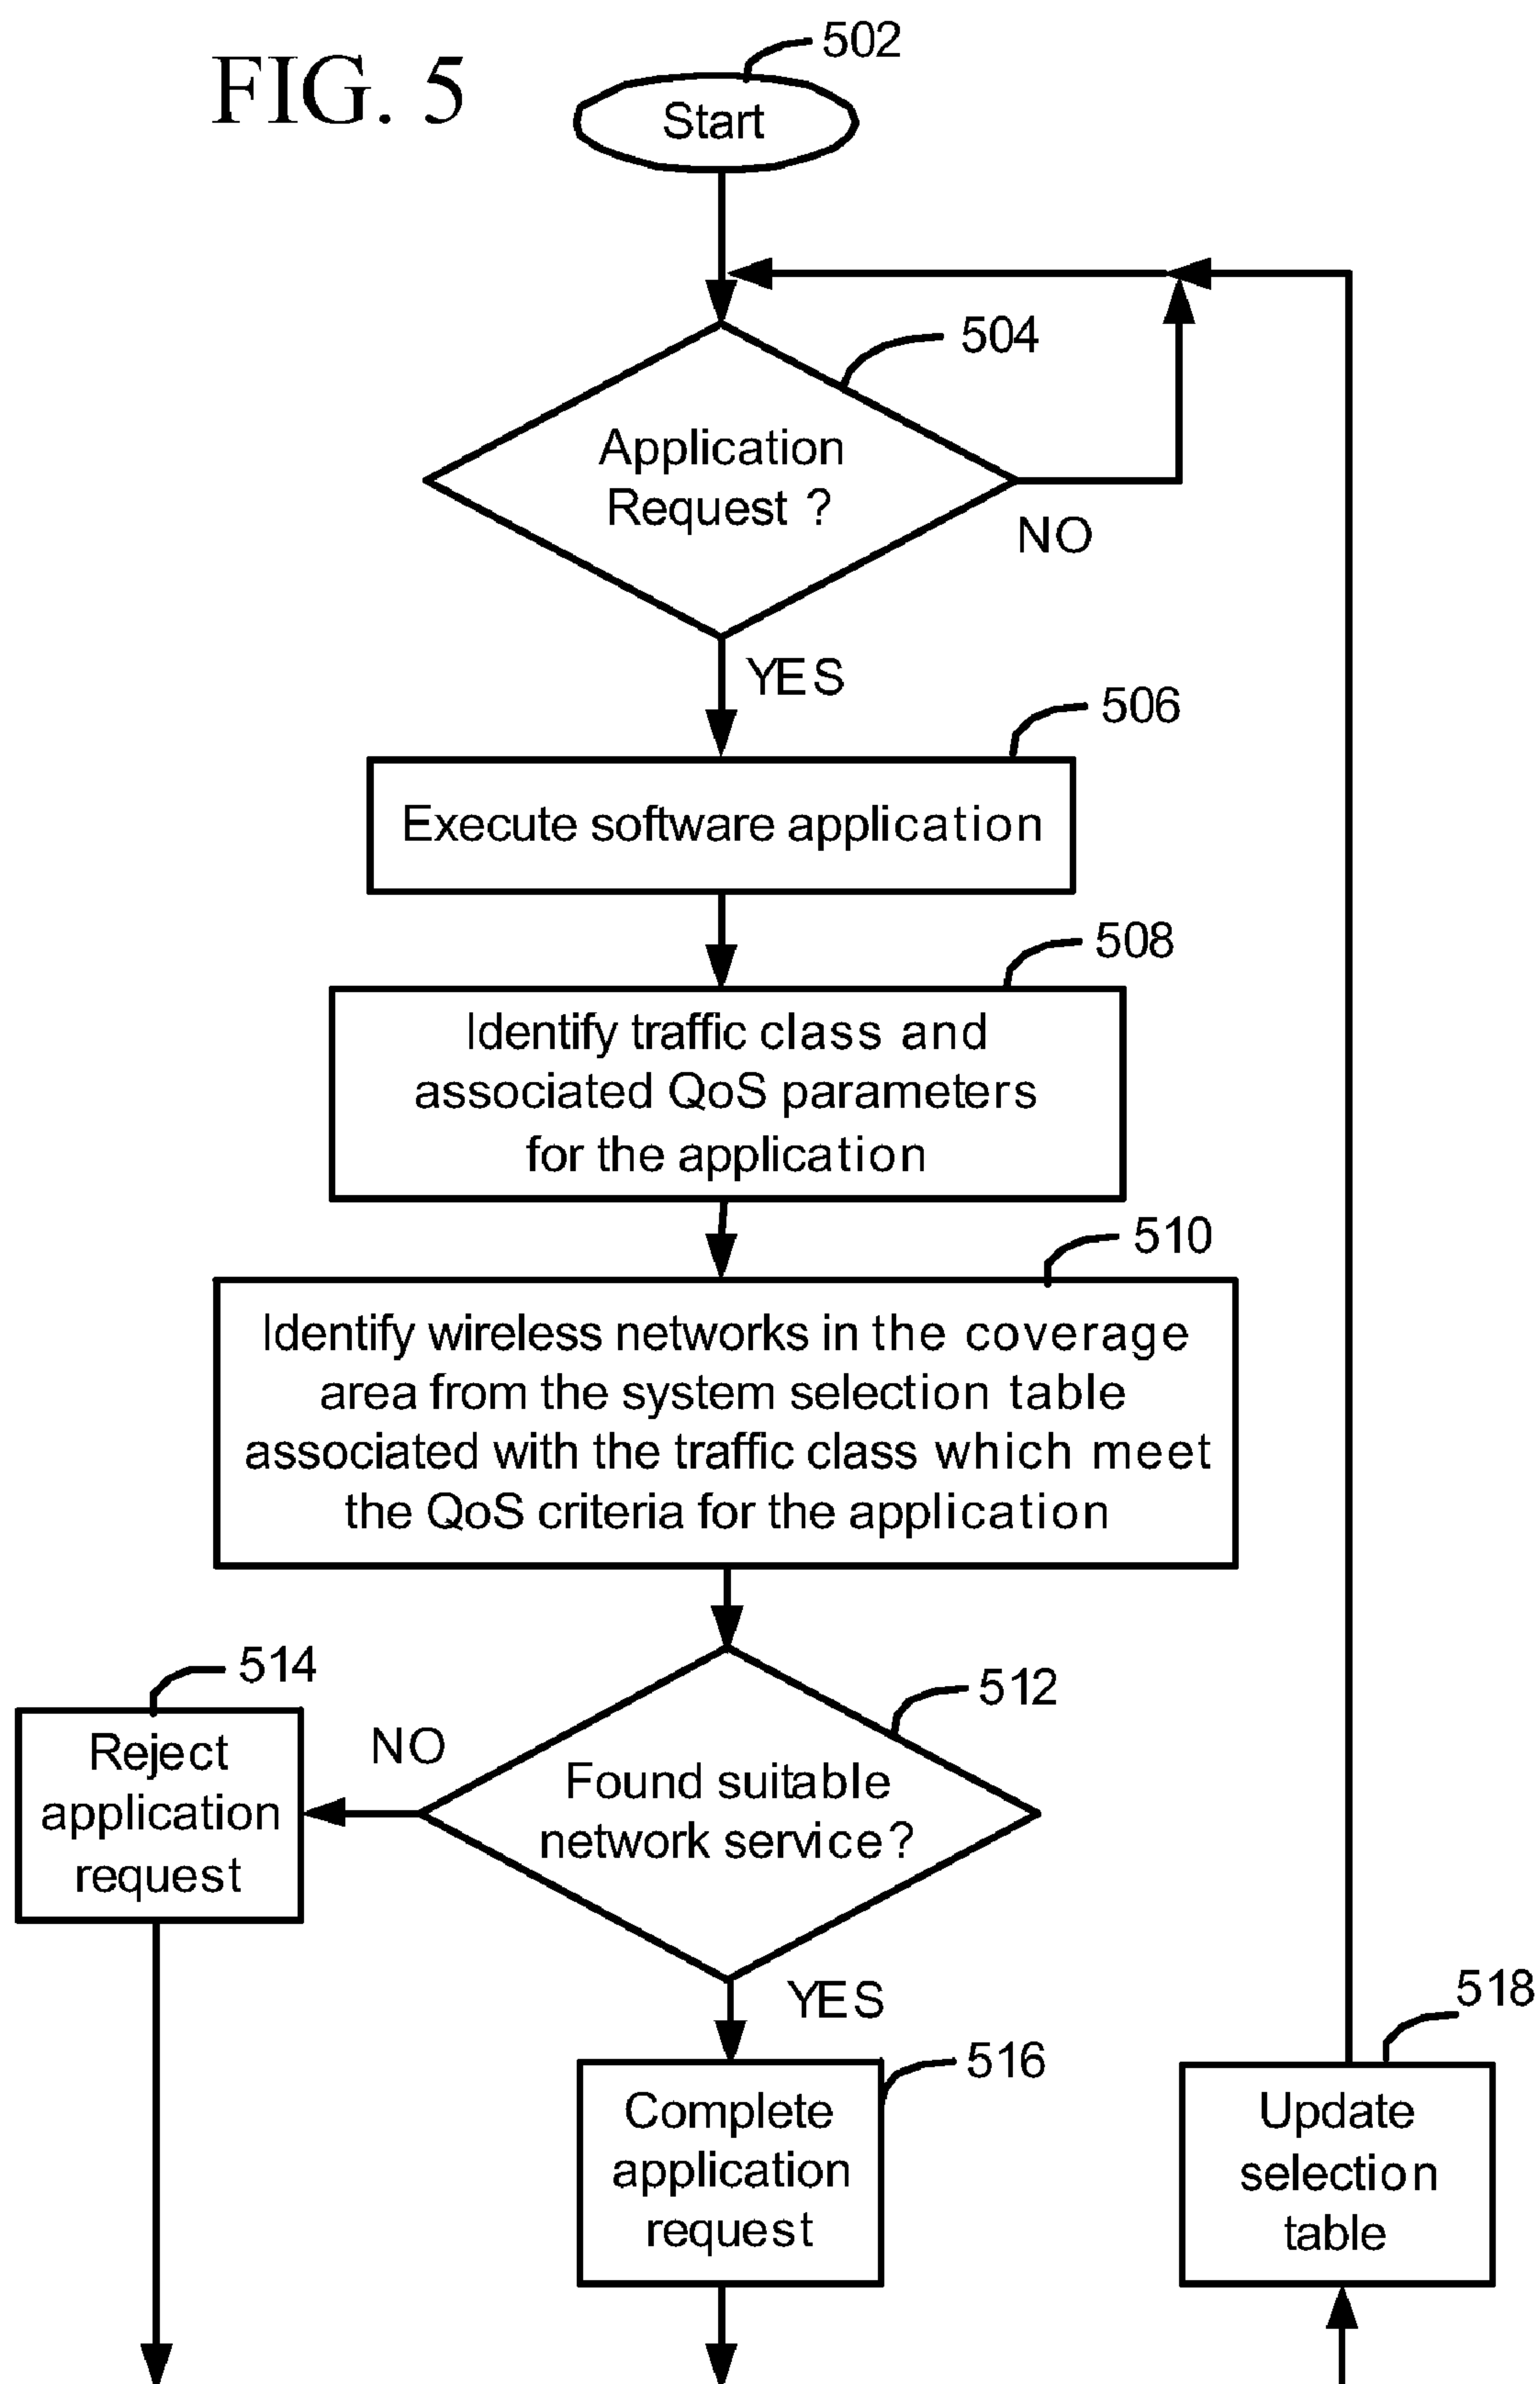 FIG. 5
502
Start
504
Application
Request ?
NO
YES
506
Execute software application
508
Identify traffic class and
associated QoS parameters
for the application
510
Identify wireless networks in the coverage
area from the system selection table
associated with the traffic class which meet
the QoS criteria for the application
514
512
Reject
application
request
NO
Found suitable
network service?
YES
516
Complete
application
request
518
Update
selection
table